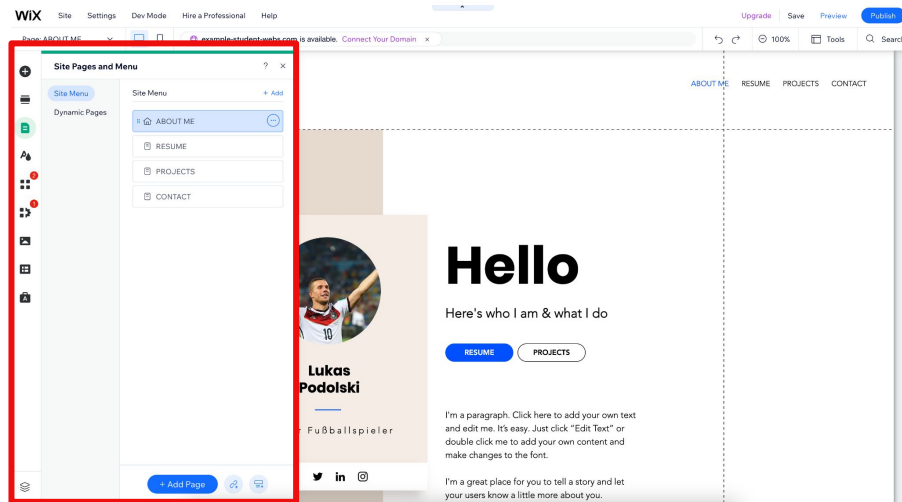 WiX Site Settings Dev Mode Hire a Professional Help Upgrade Save Preview Publish
Page: ABOUT ME example-student-webs.com is available. Connect Your Domain × 100% Tools Search
Site Pages and Menu ? ×
Site Menu
Dynamic Pages
Site Menu + Add
ABOUT ME
RESUME
PROJECTS
CONTACT
2
1
A
+ Add Page
ABOUT ME RESUME PROJECTS CONTACT
10
Lukas
Podolski
Fußballspieler
in
Hello
Here's who I am & what I do
RESUME PROJECTS
I'm a paragraph. Click here to add your own text
and edit me. It's easy. Just click "Edit Text" or
double click me to add your own content and
make changes to the font.
I'm a great place for you to tell a story and let
your users know a little more about you.